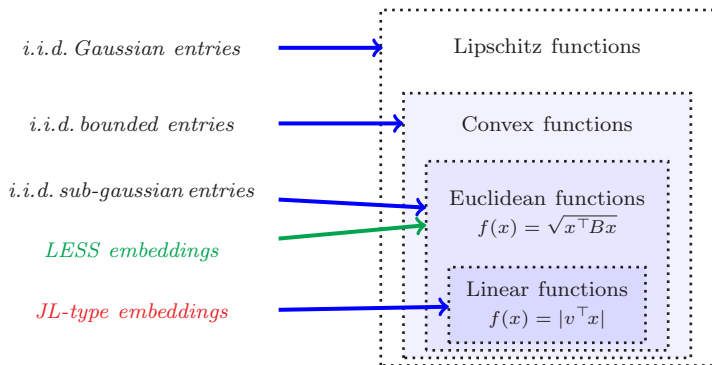 i.i.d. Gaussian entries
Lipschitz functions
i.i.d. bounded entries
Convex functions
i.i.d. sub-gaussian entries
Euclidean functions
f(x) = √x⊤Bx
LESS embeddings
Linear functions
JL-type embeddings
f(x) = |v⊤x|